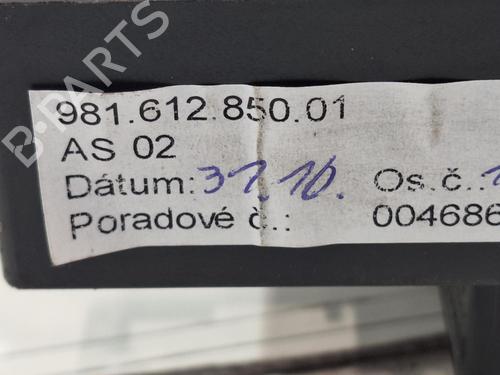 B-PARTS
981.612.850.01
AS 02
Dátum: 31.10. Os.č.:
Poradové č.: 004686